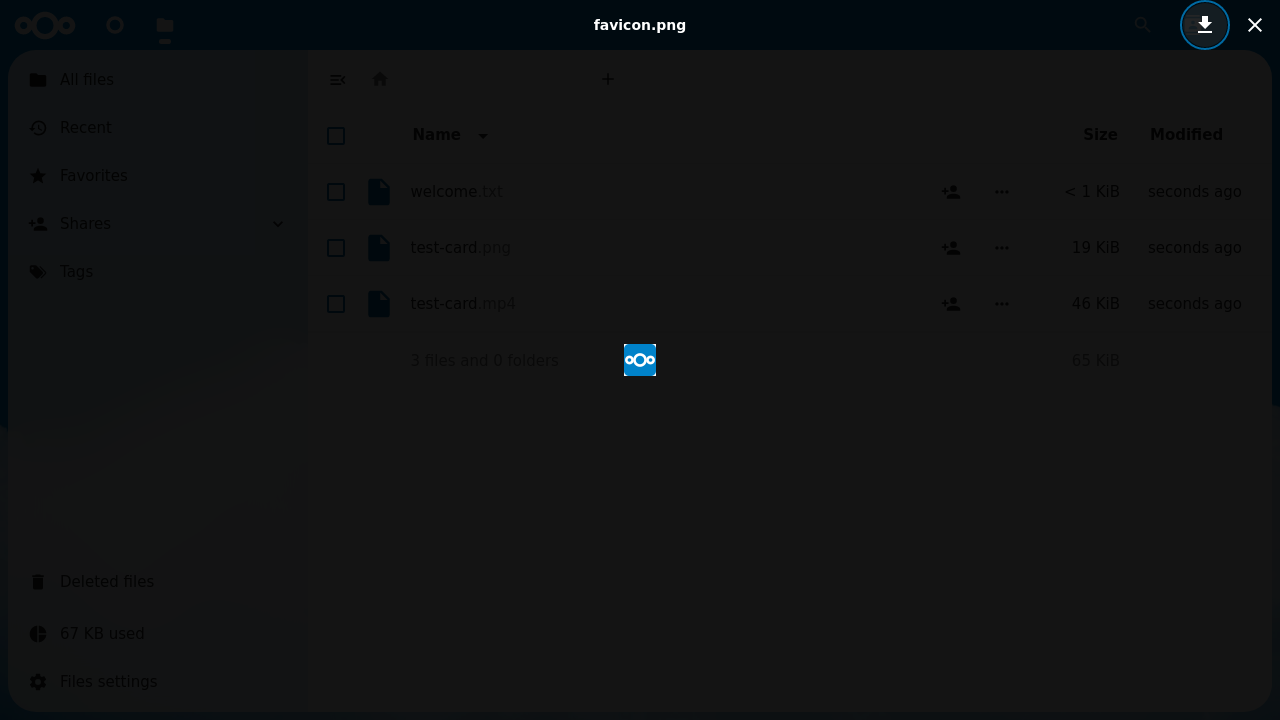 favicon.png
All files
Recent
Favorites
Shares
Tags
Name
Size
Modified
welcome.txt
< 1 KiB
seconds ago
test-card.png
19 KiB
seconds ago
test-card.mp4
46 KiB
seconds ago
3 files and 0 folders
65 KiB
Deleted files
67 KB used
Files settings